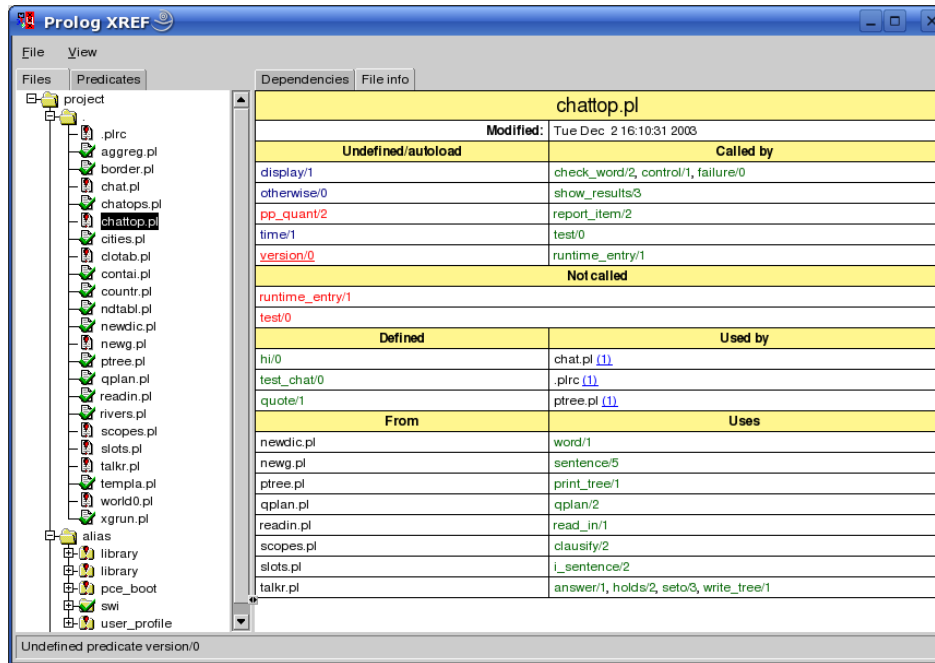 Prolog XREF
File View
Files Predicates
project
.
.plrc
aggreg.pl
border.pl
chat.pl
chatops.pl
chattop.pl
cities.pl
clotab.pl
contai.pl
countr.pl
ndtabl.pl
newdic.pl
newg.pl
ptree.pl
qplan.pl
readin.pl
rivers.pl
scopes.pl
slots.pl
talkr.pl
templa.pl
world0.pl
xgrun.pl
alias
library
library
pce_boot
swi
user_profile
Dependencies File info
chattop.pl
Modified: Tue Dec 2 16:10:31 2003
Undefined/autoload Called by
display/1 check_word/2, control/1, failure/0
otherwise/0 show_results/3
pp_quant/2 report_item/2
time/1 test/0
version/0 runtime_entry/1
Not called
runtime_entry/1
test/0
Defined Used by
hi/0 chat.pl (1)
test_chat/0 .plrc (1)
quote/1 ptree.pl (1)
From Uses
newdic.pl word/1
newg.pl sentence/5
ptree.pl print_tree/1
qplan.pl qplan/2
readin.pl read_in/1
scopes.pl clausify/2
slots.pl i_sentence/2
talkr.pl answer/1, holds/2, seto/3, write_tree/1
Undefined predicate version/0